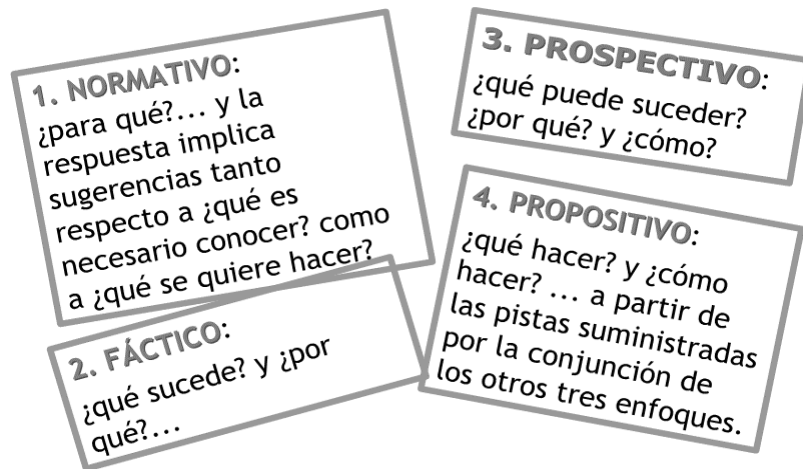 1. NORMATIVO:
¿para qué?... y la
respuesta implica
sugerencias tanto
respecto a ¿qué es
necesario conocer? como
a ¿qué se quiere hacer?
2. FÁCTICO:
¿qué sucede? y ¿por
qué?...
3. PROSPECTIVO:
¿qué puede suceder?
¿por qué? y ¿cómo?
4. PROPOSITIVO:
¿qué hacer? y ¿cómo
hacer? ... a partir de
las pistas suministradas
por la conjunción de
los otros tres enfoques.